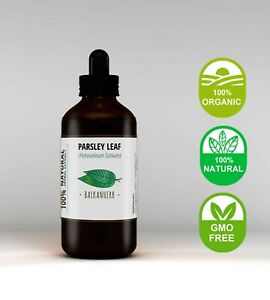 PARSLEY LEAF
(Petroselinum Sativum)
• BALKANHERB •
100% NATURAL
100%
ORGANIC
100%
NATURAL
GMO
FREE